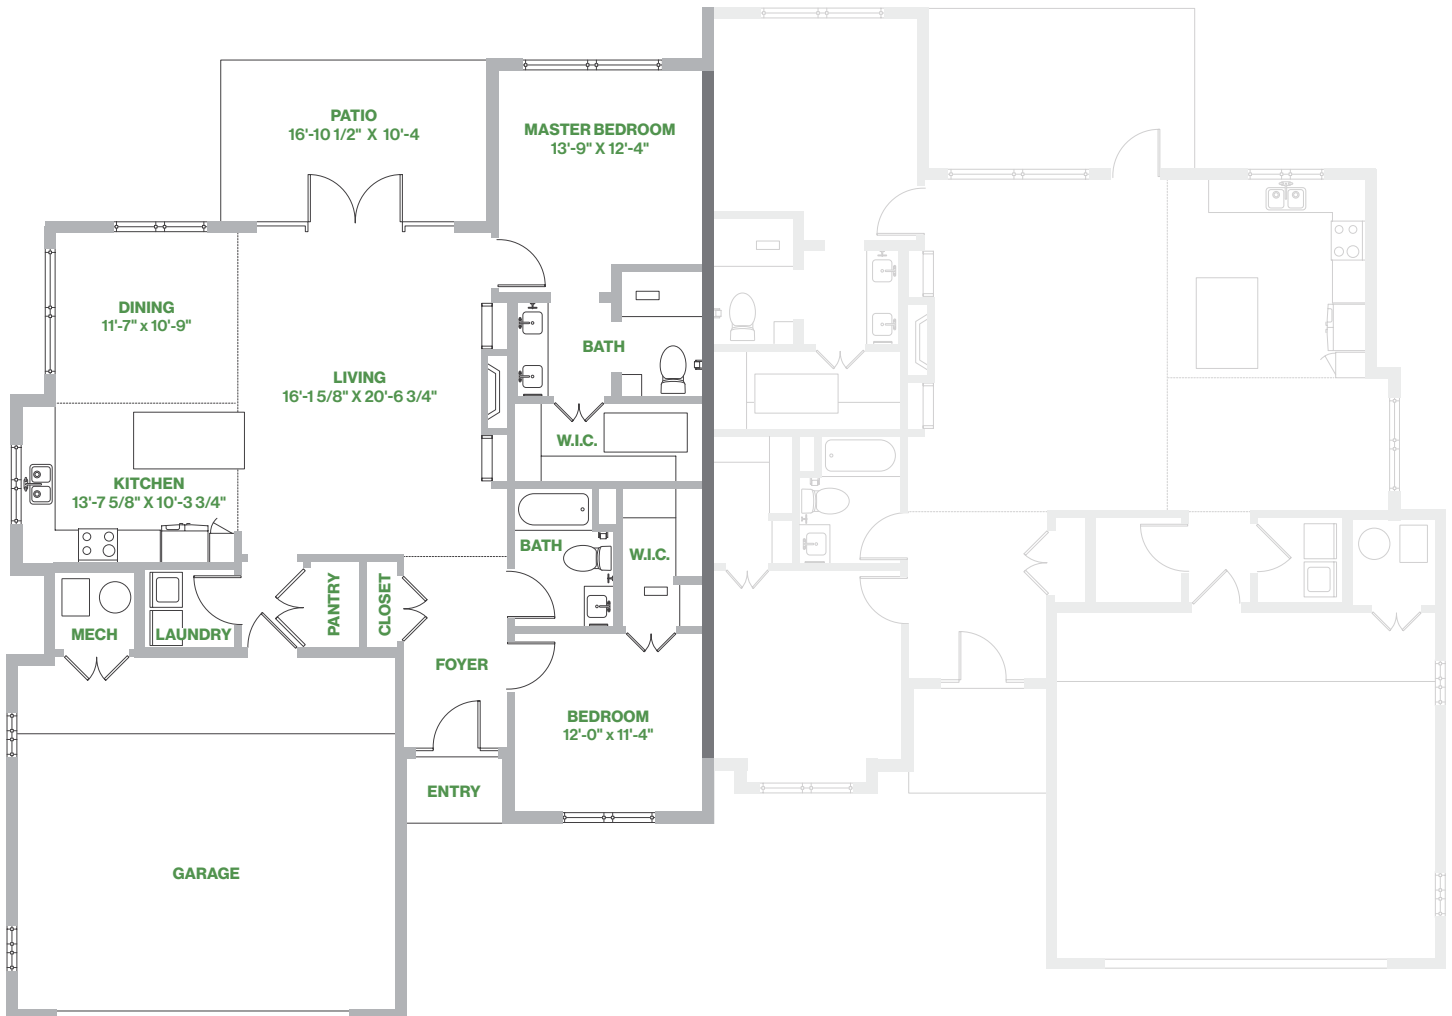 PATIO
16'-10 1/2" X 10'-4
MASTER BEDROOM
13'-9" X 12'-4"
DINING
11'-7" x 10'-9"
BATH
LIVING
16'-1 5/8" X 20'-6 3/4"
W.I.C.
KITCHEN
13'-7 5/8" X 10'-3 3/4"
BATH
W.I.C.
PANTRY
CLOSET
MECH
LAUNDRY
FOYER
BEDROOM
12'-0" x 11'-4"
ENTRY
GARAGE